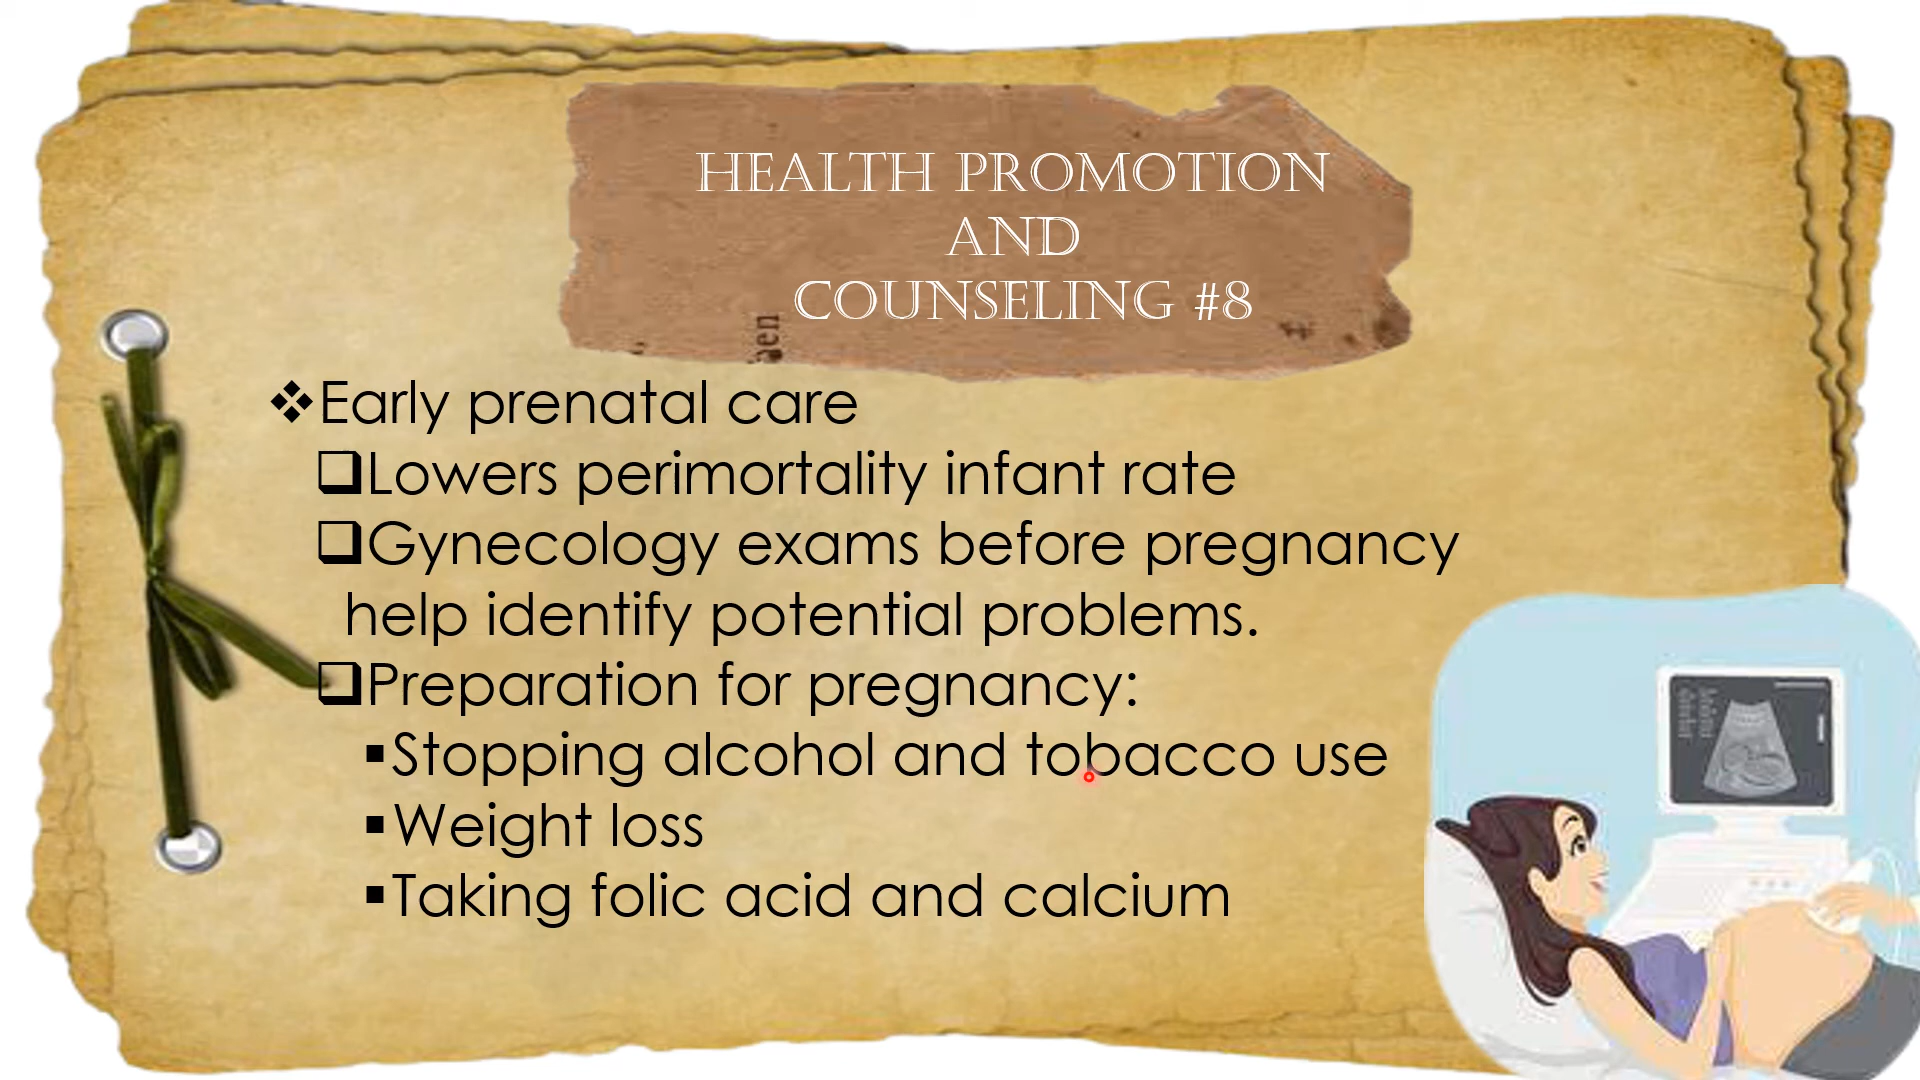 HEALTH PROMOTION
AND
COUNSELING #8
❖Early prenatal care
❑Lowers perimortality infant rate
❑Gynecology exams before pregnancy
help identify potential problems.
❑Preparation for pregnancy:
▪Stopping alcohol and tobacco use
▪Weight loss
▪Taking folic acid and calcium